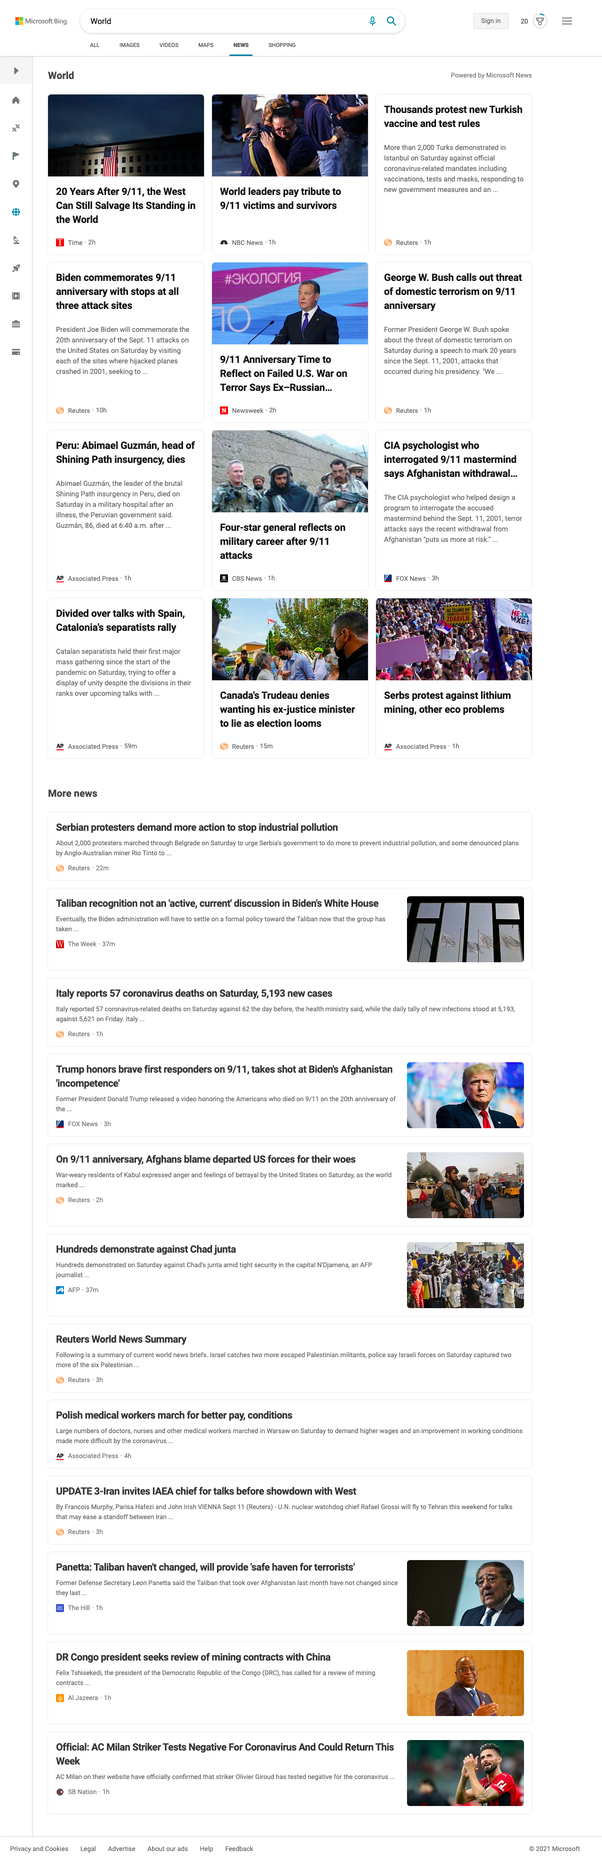 Microsoft Bing
World
Sign in
20
ALL
IMAGES
VIDEOS
MAPS
NEWS
SHOPPING
World
Powered by Microsoft News
20 Years After 9/11, the West
Can Still Salvage Its Standing in
the World
Time · 2h
World leaders pay tribute to
9/11 victims and survivors
NBC News · 1h
Thousands protest new Turkish
vaccine and test rules
More than 2,000 Turks demonstrated in
Istanbul on Saturday against official
coronavirus-related mandates including
vaccinations, tests and masks, responding to
new government measures and an ...
Reuters · 1h
Biden commemorates 9/11
anniversary with stops at all
three attack sites
President Joe Biden will commemorate the
20th anniversary of the Sept. 11 attacks on
the United States on Saturday by visiting
each of the sites where hijacked planes
crashed in 2001, seeking to ...
Reuters · 10h
#ЭКОЛОГИЯ
9/11 Anniversary Time to
Reflect on Failed U.S. War on
Terror Says Ex–Russian...
Newsweek · 2h
George W. Bush calls out threat
of domestic terrorism on 9/11
anniversary
Former President George W. Bush spoke
about the threat of domestic terrorism on
Saturday during a speech to mark 20 years
since the Sept. 11, 2001, attacks that
occurred during his presidency. "We ...
Reuters · 1h
Peru: Abimael Guzmán, head of
Shining Path insurgency, dies
Abimael Guzmán, the leader of the brutal
Shining Path insurgency in Peru, died on
Saturday in a military hospital after an
illness, the Peruvian government said.
Guzmán, 86, died at 6:40 a.m. after ...
AP Associated Press · 1h
Four-star general reflects on
military career after 9/11
attacks
CBS News · 1h
CIA psychologist who
interrogated 9/11 mastermind
says Afghanistan withdrawal...
The CIA psychologist who helped design a
program to interrogate the accused
mastermind behind the Sept. 11, 2001, terror
attacks says the recent withdrawal from
Afghanistan "puts us more at risk." ...
FOX News · 3h
Divided over talks with Spain,
Catalonia's separatists rally
Catalan separatists held their first major
mass gathering since the start of the
pandemic on Saturday, trying to offer a
display of unity despite the divisions in their
ranks over upcoming talks with ...
AP Associated Press · 59m
Canada's Trudeau denies
wanting his ex-justice minister
to lie as election looms
Reuters · 15m
Serbs protest against lithium
mining, other eco problems
AP Associated Press · 1h
More news
Serbian protesters demand more action to stop industrial pollution
About 2,000 protesters marched through Belgrade on Saturday to urge Serbia's government to do more to prevent industrial pollution, and some denounced plans
by Anglo-Australian miner Rio Tinto to ...
Reuters · 22m
Taliban recognition not an 'active, current' discussion in Biden's White House
Eventually, the Biden administration will have to settle on a formal policy toward the Taliban now that the group has
taken ...
The Week · 37m
Italy reports 57 coronavirus deaths on Saturday, 5,193 new cases
Italy reported 57 coronavirus-related deaths on Saturday against 62 the day before, the health ministry said, while the daily tally of new infections stood at 5,193,
against 5,621 on Friday. Italy ...
Reuters · 1h
Trump honors brave first responders on 9/11, takes shot at Biden's Afghanistan
'incompetence'
Former President Donald Trump released a video honoring the Americans who died on 9/11 on the 20th anniversary of
the ...
FOX News · 3h
On 9/11 anniversary, Afghans blame departed US forces for their woes
War-weary residents of Kabul expressed anger and feelings of betrayal by the United States on Saturday, as the world
marked ...
Reuters · 2h
Hundreds demonstrate against Chad junta
Hundreds demonstrated on Saturday against Chad's junta amid tight security in the capital N'Djamena, an AFP
journalist ...
AFP · 37m
Reuters World News Summary
Following is a summary of current world news briefs. Israel catches two more escaped Palestinian militants, police say Israeli forces on Saturday captured two
more of the six Palestinian ...
Reuters · 3h
Polish medical workers march for better pay, conditions
Large numbers of doctors, nurses and other medical workers marched in Warsaw on Saturday to demand higher wages and an improvement in working conditions
made more difficult by the coronavirus ...
AP Associated Press · 4h
UPDATE 3-Iran invites IAEA chief for talks before showdown with West
By Francois Murphy, Parisa Hafezi and John Irish VIENNA Sept 11 (Reuters) - U.N. nuclear watchdog chief Rafael Grossi will fly to Tehran this weekend for talks
that may ease a standoff between Iran ...
Reuters · 3h
Panetta: Taliban haven't changed, will provide 'safe haven for terrorists'
Former Defense Secretary Leon Panetta said the Taliban that took over Afghanistan last month have not changed since
they last ...
The Hill · 1h
DR Congo president seeks review of mining contracts with China
Felix Tshisekedi, the president of the Democratic Republic of the Congo (DRC), has called for a review of mining
contracts ...
Al Jazeera · 1h
Official: AC Milan Striker Tests Negative For Coronavirus And Could Return This
Week
AC Milan on their website have officially confirmed that striker Olivier Giroud has tested negative for the coronavirus ...
SB Nation · 1h
Privacy and Cookies
Legal
Advertise
About our ads
Help
Feedback
© 2021 Microsoft